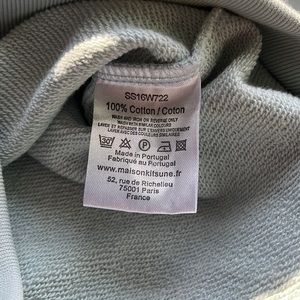 SS16W722
100% Cotton / Coton
WASH AND IRON ON REVERSE ONLY
WASH WITH SIMILAR COLOURS
LAVER ET REPASSER SUR L'ENVERS UNIQUEMENT
LAVER AVEC DES COULEURS SIMILAIRES
30
Made in Portugal
Fabriqué au Portugal
www.maisonkitsune.fr
52, rue de Richelieu
75001 Paris
France